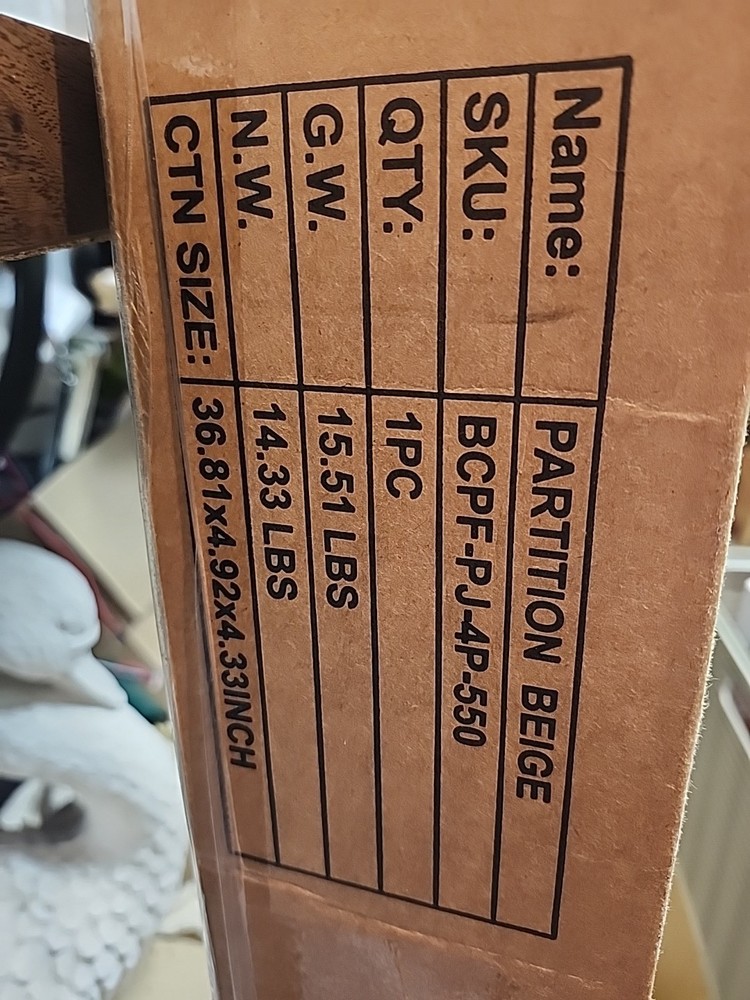 Name: PARTITION BEIGE
SKU: BCPF-PJ-4P-550
QTY: 1PC
G.W. 15.51 LBS
N.W. 14.33 LBS
CTN SIZE: 36.81x4.92x4.33INCH